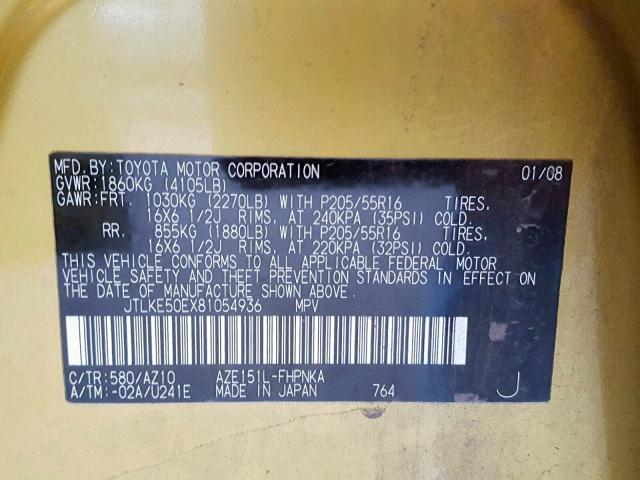 MFD.BY:TOYOTA MOTOR CORPORATION 01/08
GVWR:1860KG (4105LB)
GAWR:FRT. 1030KG (2270LB) WITH P205/55R16 TIRES,
16X6 1/2J RIMS, AT 240KPA (35PSI) COLD.
RR. 855KG (1880LB) WITH P205/55R16 TIRES,
16X6 1/2J RIMS, AT 220KPA (32PSI) COLD.
THIS VEHICLE CONFORMS TO ALL APPLICABLE FEDERAL MOTOR
VEHICLE SAFETY AND THEFT PREVENTION STANDARDS IN EFFECT ON
THE DATE OF MANUFACTURE SHOWN ABOVE.
JTLKE50EX81054936 MPV
C/TR:580/AZ10 AZE151L-FHPNKA
A/TM:-02A/U241E MADE IN JAPAN 764 J